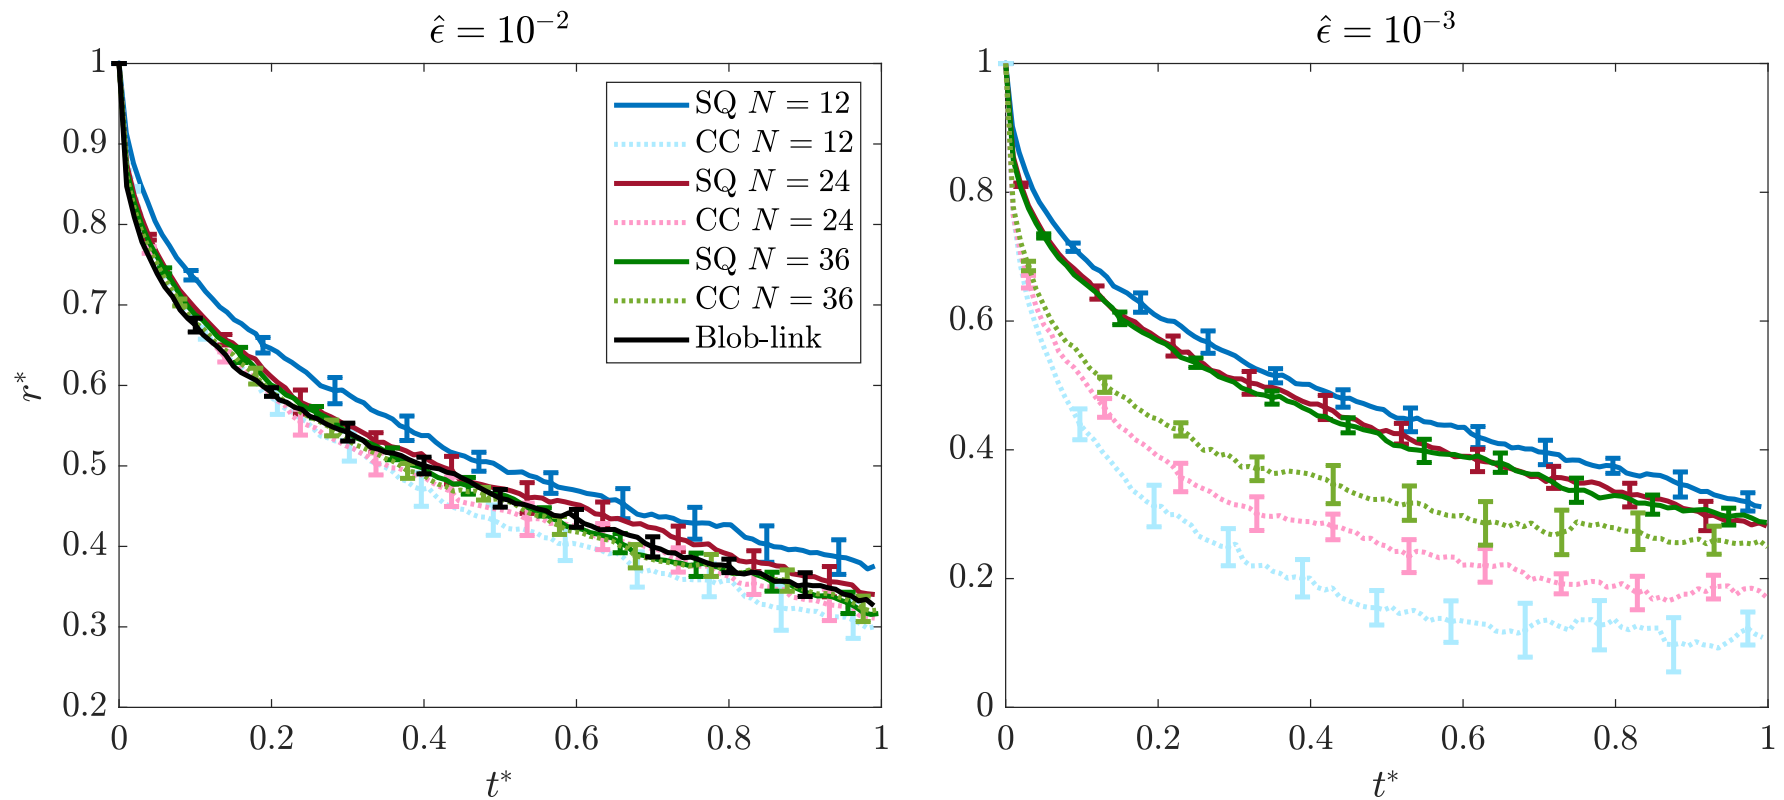 ϵ̂ = 10⁻²
1
0.9
0.8
0.7
0.6
0.5
0.4
0.3
0.2
r*
0 0.2 0.4 0.6 0.8 1
t*
SQ N = 12
CC N = 12
SQ N = 24
CC N = 24
SQ N = 36
CC N = 36
Blob-link
ϵ̂ = 10⁻³
1
0.8
0.6
0.4
0.2
0
0 0.2 0.4 0.6 0.8 1
t*